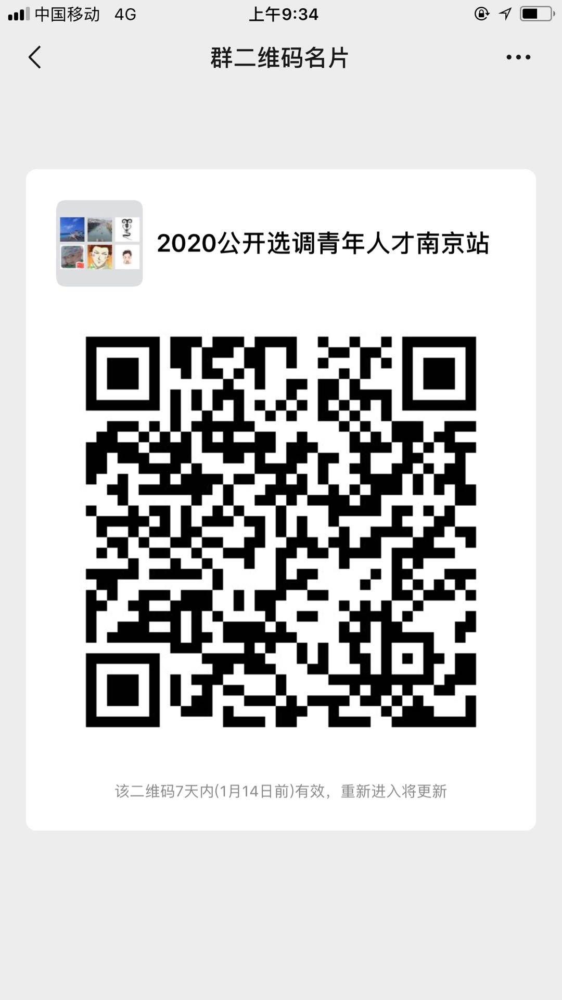 中国移动 4G 上午9:34
群二维码名片
2020公开选调青年人才南京站
该二维码7天内(1月14日前)有效，重新进入将更新